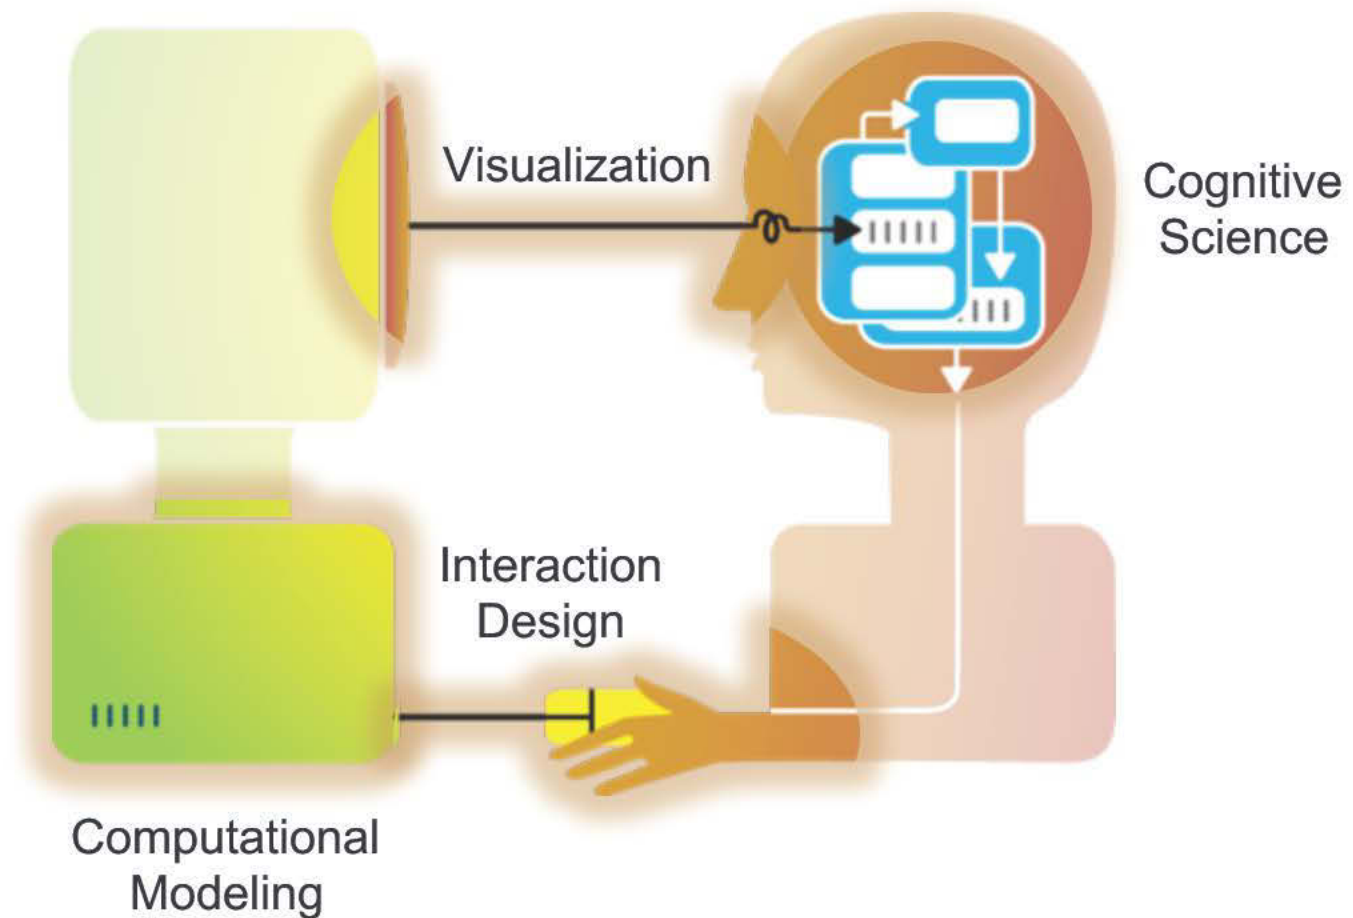 Visualization
Cognitive
Science
Interaction
Design
Computational
Modeling